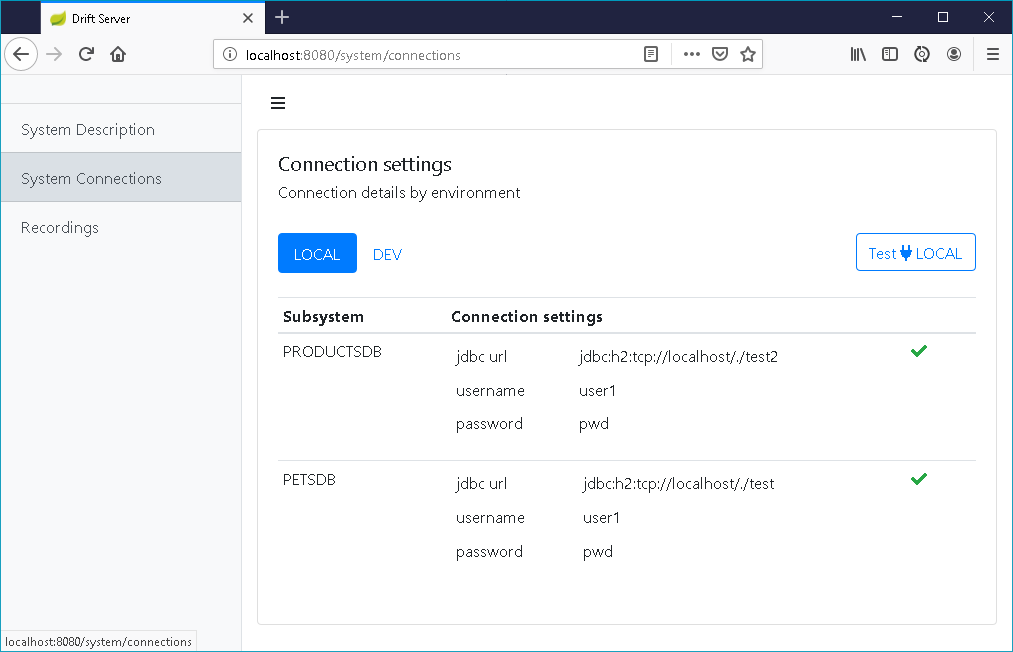 Drift Server
localhost:8080/system/connections
System Description
System Connections
Recordings
Connection settings
Connection details by environment
LOCAL DEV Test LOCAL
Subsystem Connection settings
PRODUCTSDB jdbc url jdbc:h2:tcp://localhost/./test2
username user1
password pwd
PETSDB jdbc url jdbc:h2:tcp://localhost/./test
username user1
password pwd
localhost:8080/system/connections